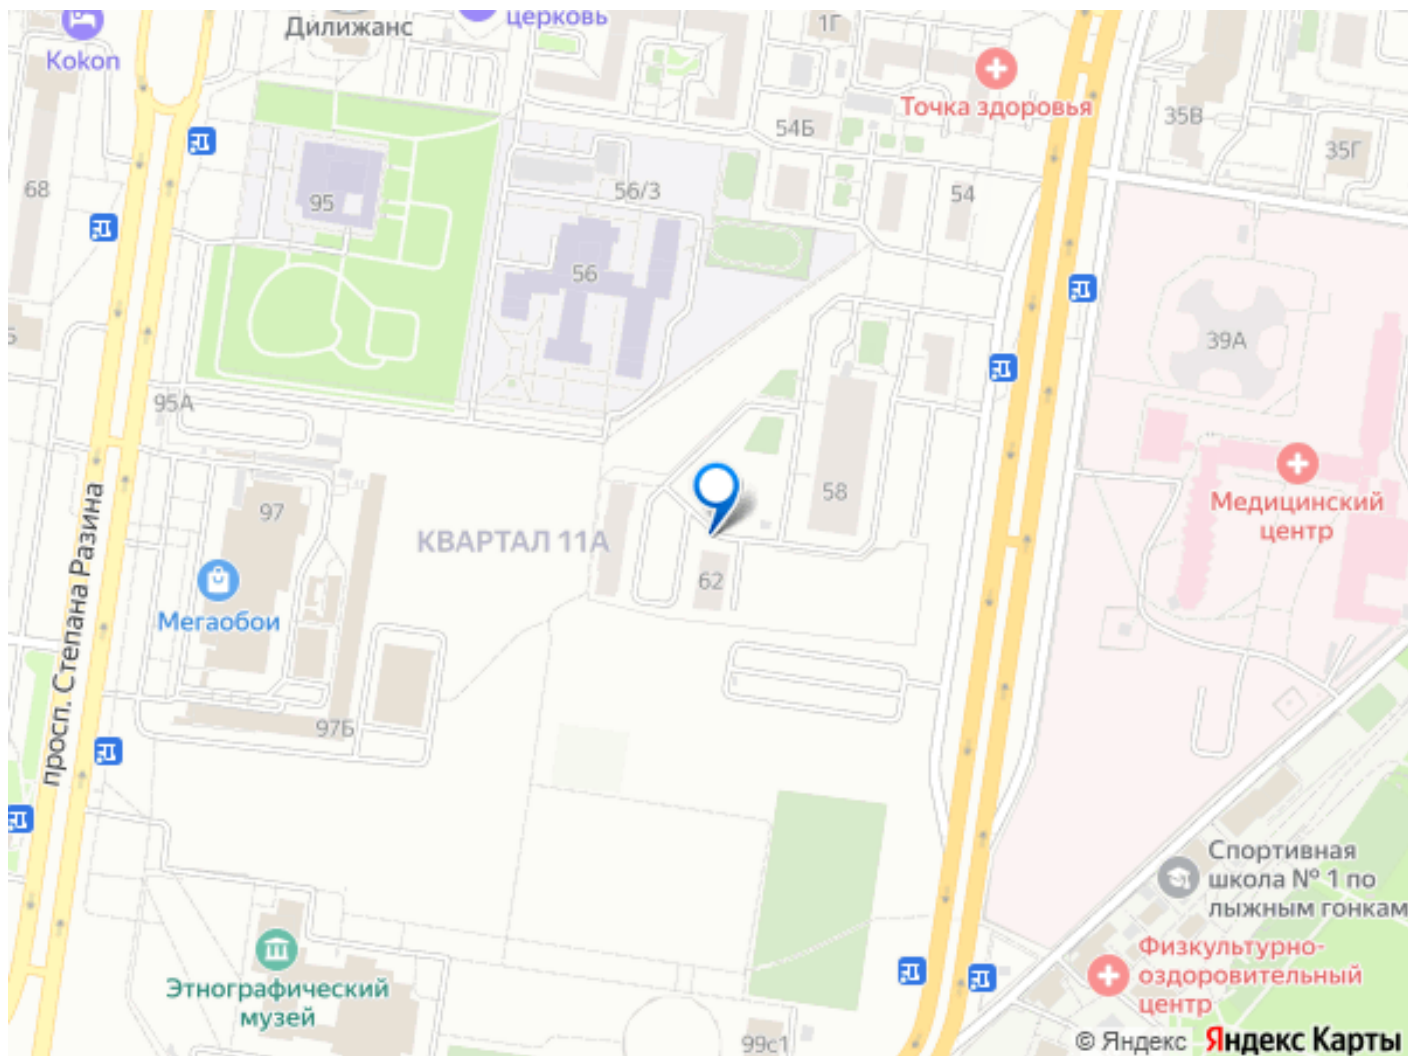 Дилижанс
церковь
1Г
Kokon
Точка здоровья
54Б
35В
35Г
68
95
56/3
54
56
39А
95А
58
97
КВАРТАЛ 11А
Медицинский
центр
62
Мегаобои
просп. Степана Разина
97Б
Спортивная
школа № 1 по
лыжным гонкам
Этнографический
музей
Физкультурно-
оздоровительный
центр
99с1
© Яндекс Яндекс Карты